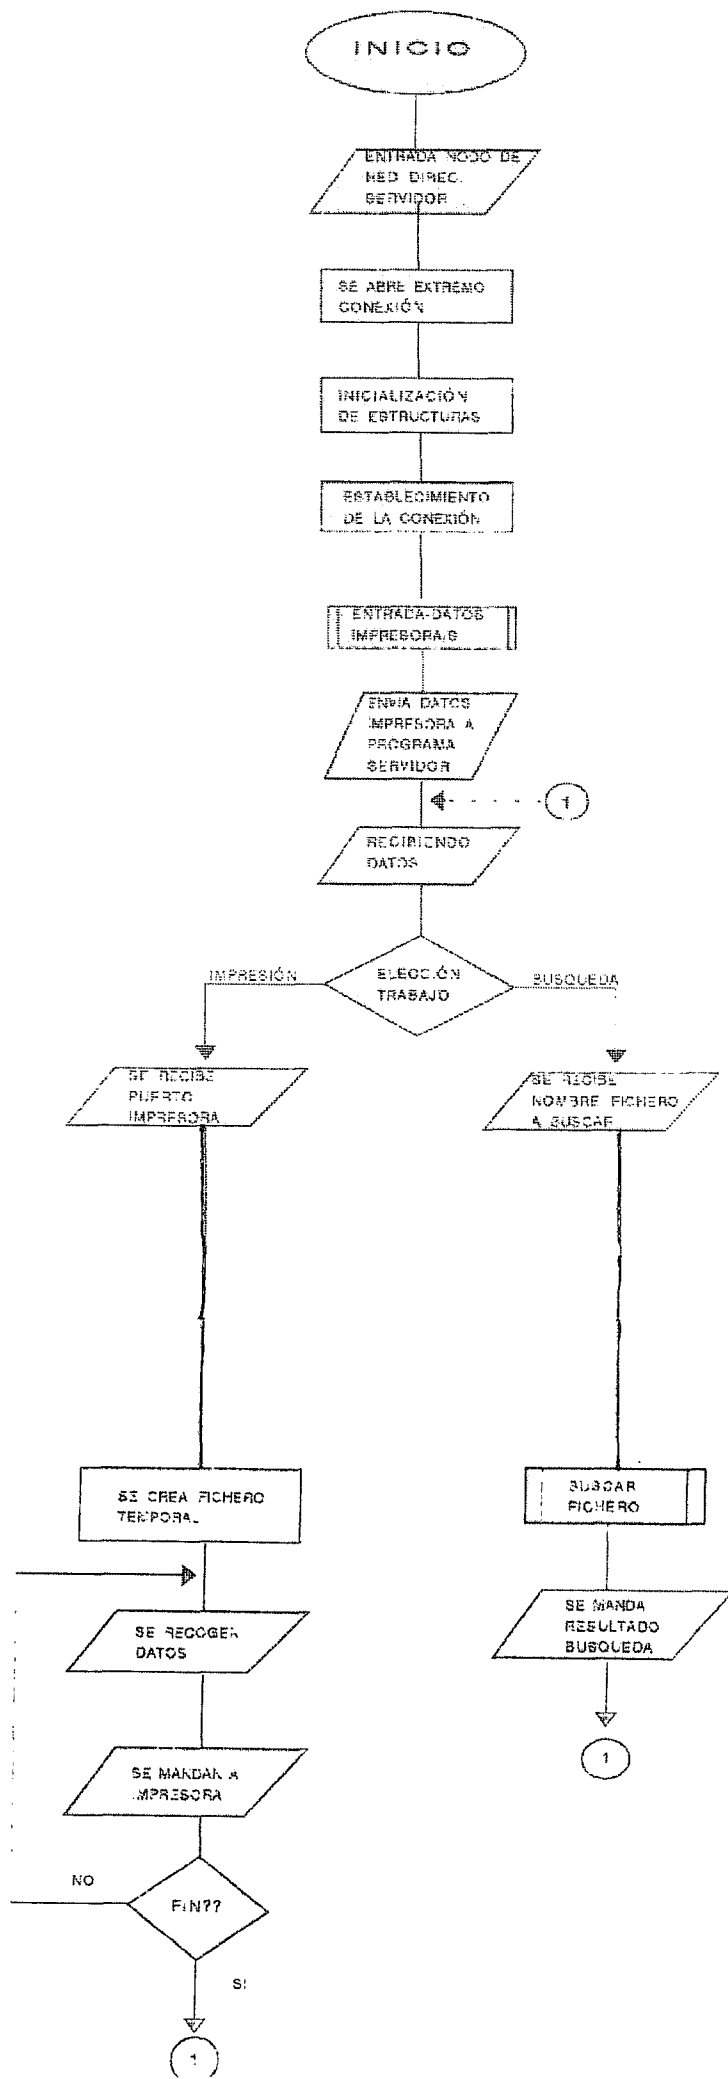 INICIO
ENTRADA NODO DE
RED DIREC.
SERVIDOR
SE ABRE EXTREMO
CONEXIÓN
INICIALIZACIÓN
DE ESTRUCTURAS
ESTABLECIMIENTO
DE LA CONEXIÓN
ENTRADA-DATOS
IMPRESORA/S
ENVIA DATOS
IMPRESORA A
PROGRAMA
SERVIDOR
1
RECIBIENDO
DATOS
ELECCIÓN
TRABAJO
IMPRESIÓN
BUSQUEDA
SE RECIBE
PUERTO
IMPRESORA
SE RECIBE
NOMBRE FICHERO
A BUSCAR
SE CREA FICHERO
TEMPORAL
BUSCAR
FICHERO
SE RECOGEN
DATOS
SE MANDA
RESULTADO
BUSQUEDA
SE MANDAN A
IMPRESORA
1
NO
FIN??
SI
1